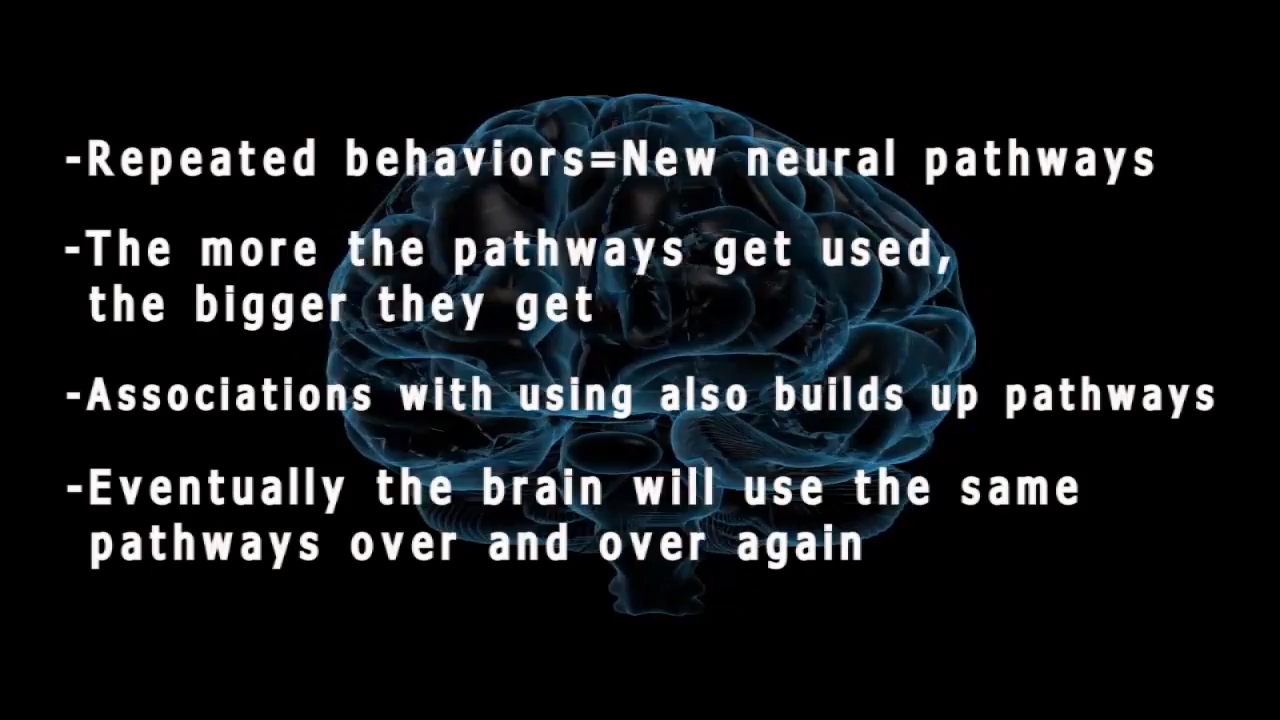 -Repeated behaviors=New neural pathways
-The more the pathways get used,
the bigger they get
-Associations with using also builds up pathways
-Eventually the brain will use the same
pathways over and over again